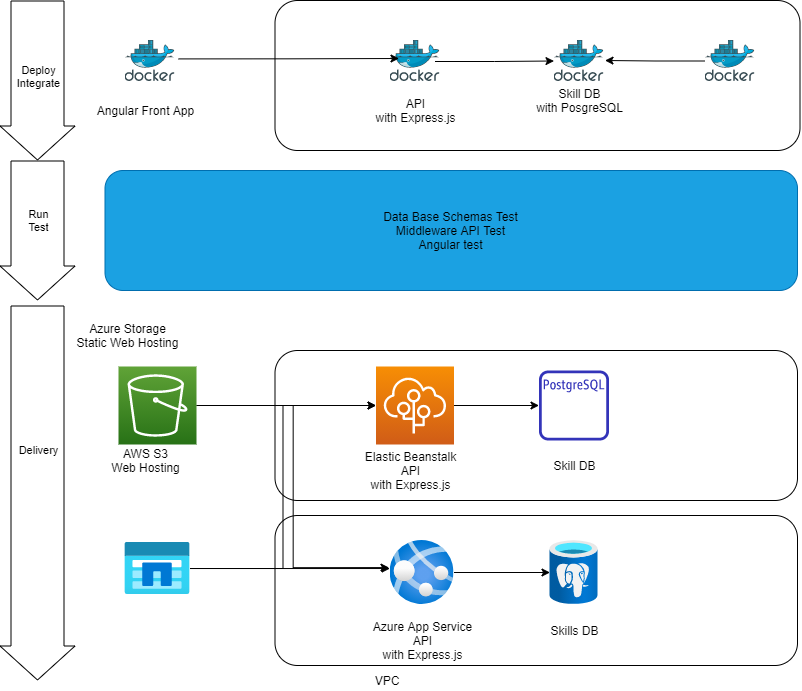 Deploy
Integrate
docker
docker
docker
docker
Angular Front App
API
with Express.js
Skill DB
with PosgreSQL
Run
Test
Data Base Schemas Test
Middleware API Test
Angular test
Delivery
Azure Storage
Static Web Hosting
AWS S3
Web Hosting
Elastic Beanstalk
API
with Express.js
PostgreSQL
Skill DB
Azure App Service
API
with Express.js
Skills DB
VPC